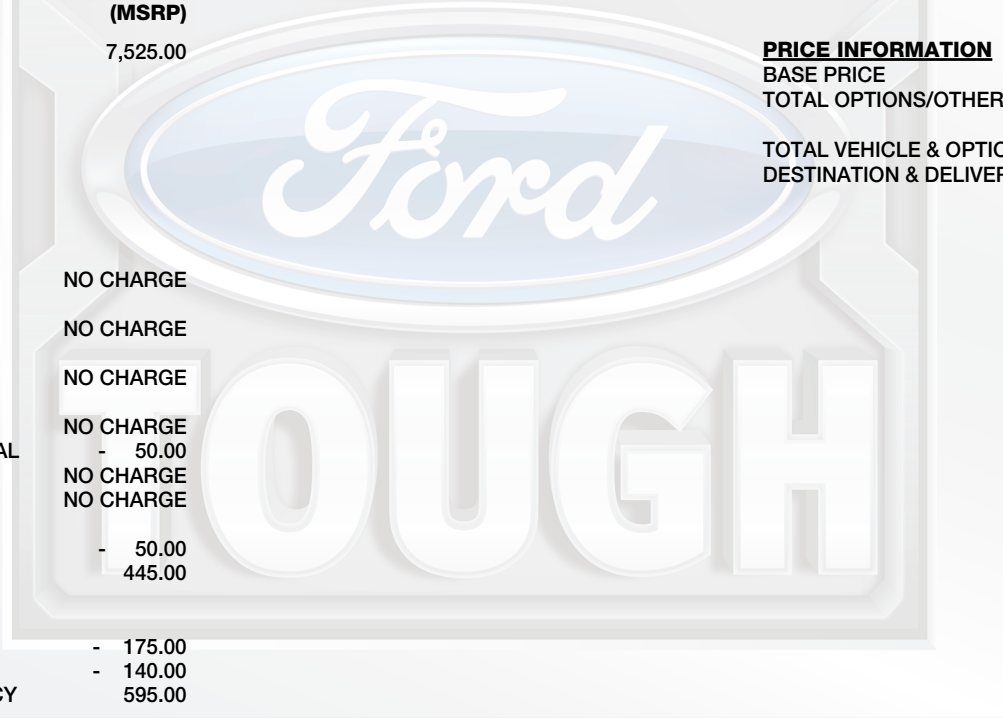 (MSRP)
7,525.00
NO CHARGE
NO CHARGE
NO CHARGE
NO CHARGE
AL - 50.00
NO CHARGE
NO CHARGE
- 50.00
445.00
- 175.00
- 140.00
CY 595.00
PRICE INFORMATION
BASE PRICE
TOTAL OPTIONS/OTHER
TOTAL VEHICLE & OPTIO
DESTINATION & DELIVER
Ford
TOUGH